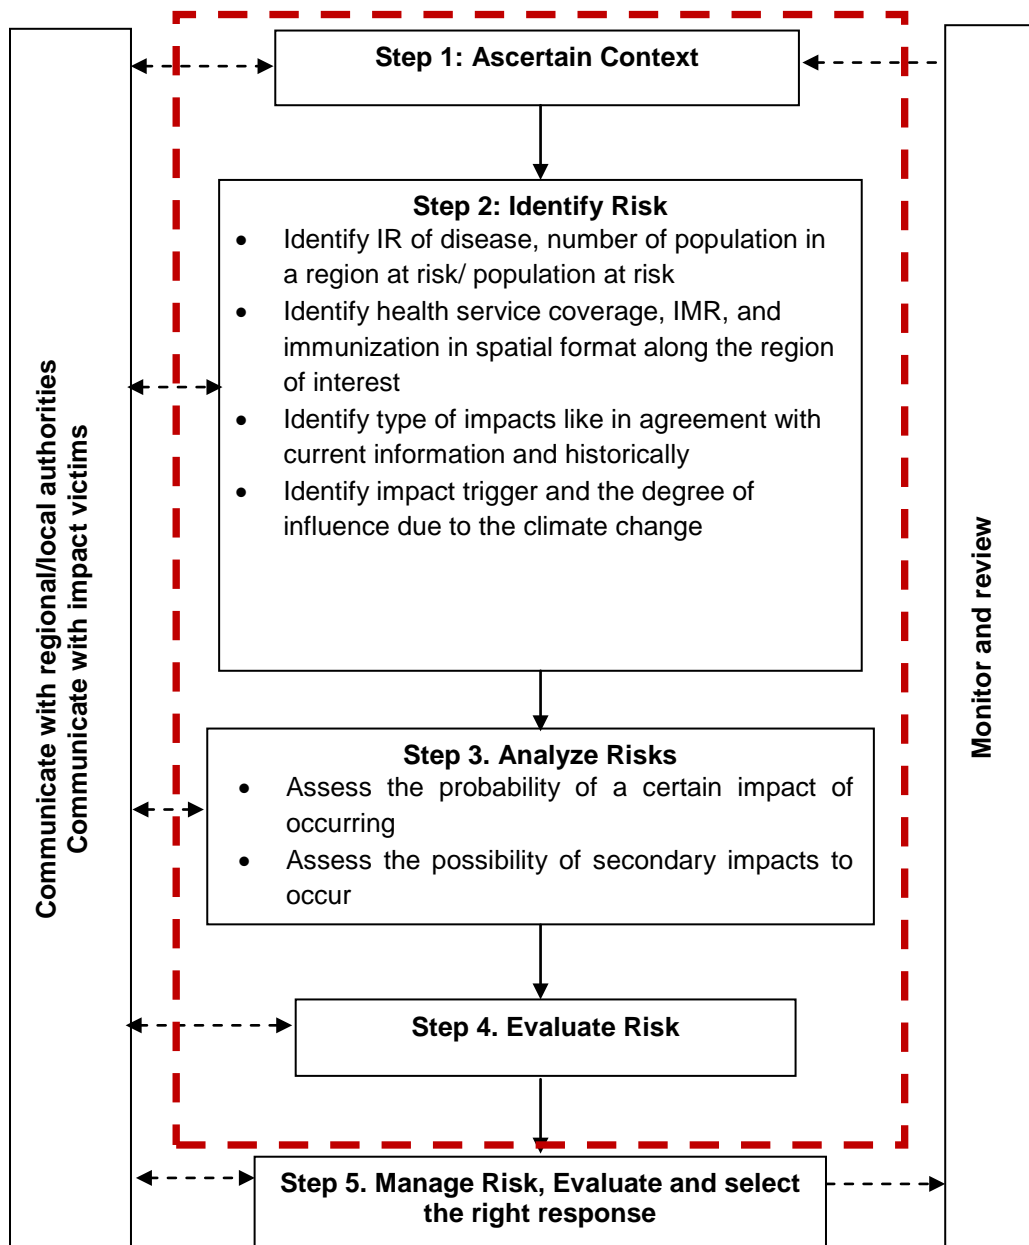 Communicate with regional/local authorities
Communicate with impact victims
Step 1: Ascertain Context
Step 2: Identify Risk
• Identify IR of disease, number of population in
a region at risk/ population at risk
• Identify health service coverage, IMR, and
immunization in spatial format along the region
of interest
• Identify type of impacts like in agreement with
current information and historically
• Identify impact trigger and the degree of
influence due to the climate change
Step 3. Analyze Risks
• Assess the probability of a certain impact of
occurring
• Assess the possibility of secondary impacts to
occur
Step 4. Evaluate Risk
Step 5. Manage Risk, Evaluate and select
the right response
Monitor and review